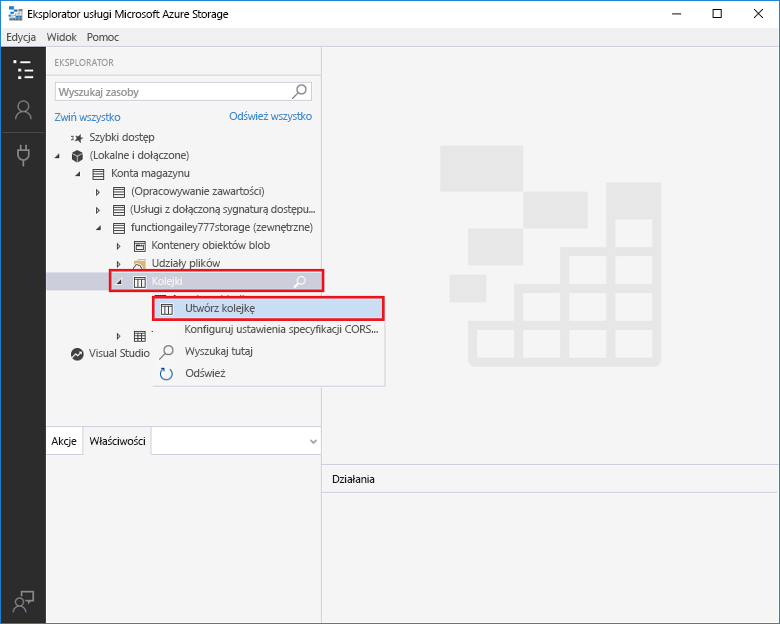 Eksplorator usługi Microsoft Azure Storage
Edycja Widok Pomoc
EKSPLORATOR
Wyszukaj zasoby
Zwiń wszystko Odśwież wszystko
Szybki dostęp
(Lokalne i dołączone)
Konta magazynu
(Opracowywanie zawartości)
(Usługi z dołączoną sygnaturą dostępu...
functiongailey777storage (zewnętrzne)
Kontenery obiektów blob
Udziały plików
Kolejki
Utwórz kolejkę
Konfiguruj ustawienia specyfikacji CORS...
Visual Studio
Wyszukaj tutaj
Odśwież
Akcje Właściwości
Działania